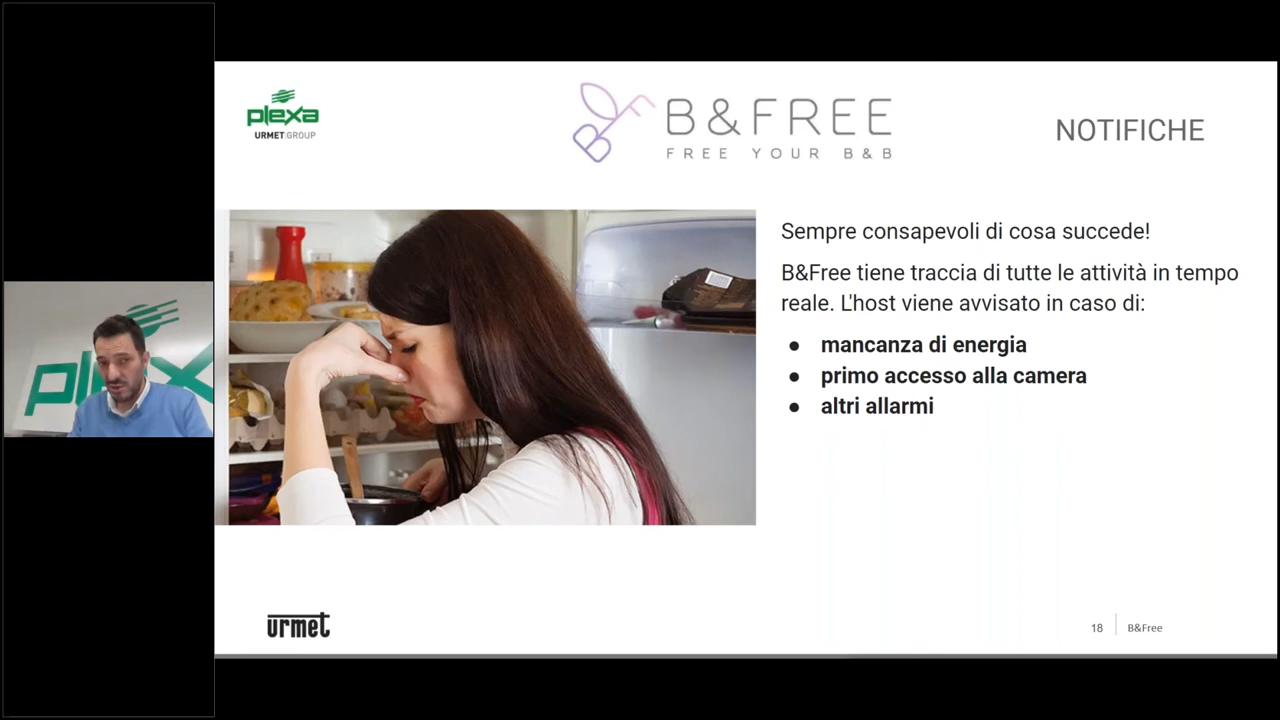 plexa
URMET GROUP
B&FREE
FREE YOUR B&B
NOTIFICHE
Sempre consapevoli di cosa succede!
B&Free tiene traccia di tutte le attività in tempo
reale. L'host viene avvisato in caso di:
● mancanza di energia
● primo accesso alla camera
● altri allarmi
plexa
urmet
18
B&Free